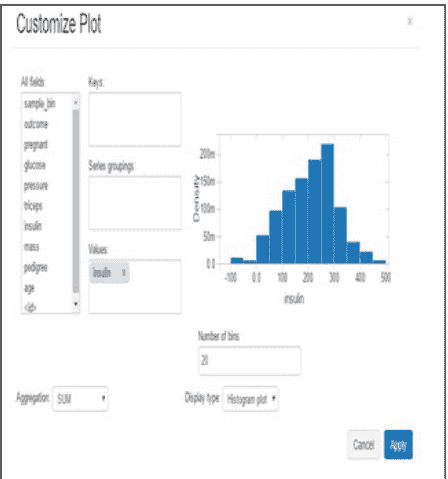 Customize Plot
×
All fields:
sample_bin
outcome
pregnant
glucose
pressure
triceps
insulin
mass
pedigree
age
<id>
Keys:
Series groupings:
Values:
insulin x
Density
200m
150m
100m
50m
0.0
-100 0.0 100 200 300 400 500
insulin
Number of bins
20
Aggregation: SUM
Display type: Histogram plot
Cancel Apply